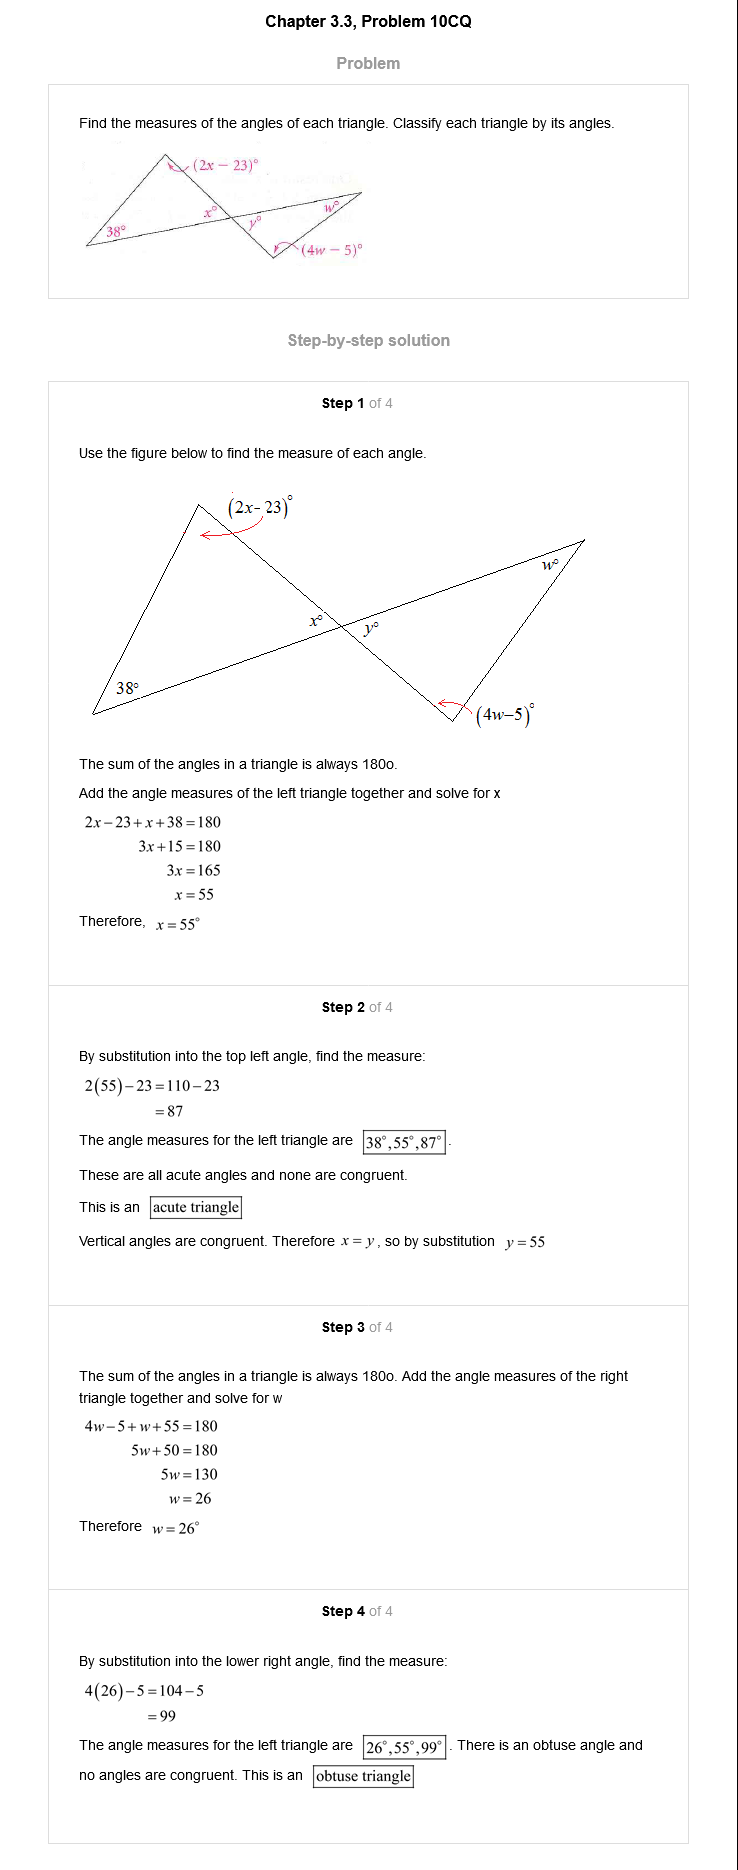 Chapter 3.3, Problem 10CQ
Problem
Find the measures of the angles of each triangle. Classify each triangle by its angles.
(2x − 23)°
x°
w°
y°
38°
(4w − 5)°
Step-by-step solution
Step 1 of 4
Use the figure below to find the measure of each angle.
(2x- 23)°
w°
x°
y°
38°
(4w–5)°
The sum of the angles in a triangle is always 180o.
Add the angle measures of the left triangle together and solve for x
2x − 23 + x + 38 = 180
3x + 15 = 180
3x = 165
x = 55
Therefore, x = 55°
Step 2 of 4
By substitution into the top left angle, find the measure:
2(55) − 23 = 110 − 23
= 87
The angle measures for the left triangle are 38°,55°,87°.
These are all acute angles and none are congruent.
This is an acute triangle
Vertical angles are congruent. Therefore x = y, so by substitution y = 55
Step 3 of 4
The sum of the angles in a triangle is always 180o. Add the angle measures of the right
triangle together and solve for w
4w − 5 + w + 55 = 180
5w + 50 = 180
5w = 130
w = 26
Therefore w = 26°
Step 4 of 4
By substitution into the lower right angle, find the measure:
4(26) − 5 = 104 − 5
= 99
The angle measures for the left triangle are 26°,55°,99°. There is an obtuse angle and
no angles are congruent. This is an obtuse triangle